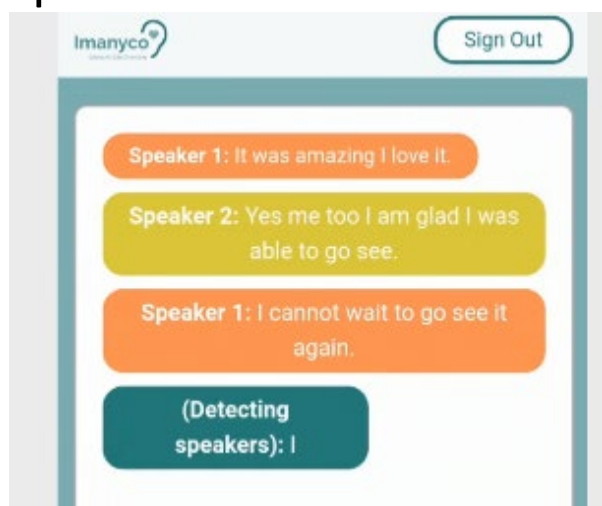 Imanyco
Sign Out
Speaker 1: It was amazing I love it.
Speaker 2: Yes me too I am glad I was
able to go see.
Speaker 1: I cannot wait to go see it
again.
(Detecting
speakers): I